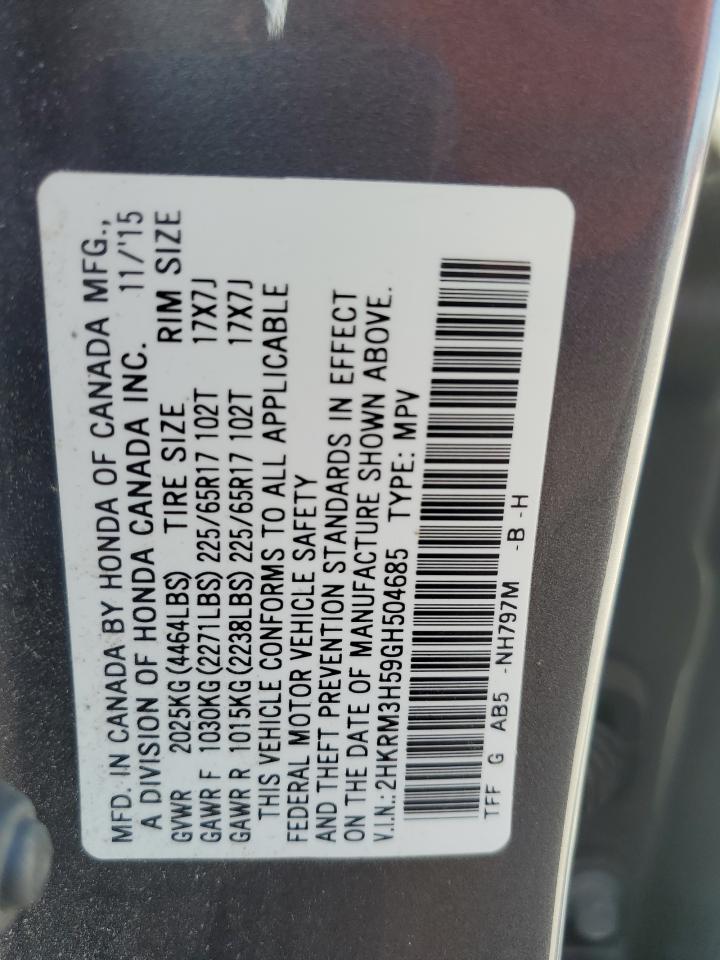 MFD. IN CANADA BY HONDA OF CANADA MFG.,
A DIVISION OF HONDA CANADA INC. 11/'15
GVWR 2025KG (4464LBS) TIRE SIZE RIM SIZE
GAWR F 1030KG (2271LBS) 225/65R17 102T 17X7J
GAWR R 1015KG (2238LBS) 225/65R17 102T 17X7J
THIS VEHICLE CONFORMS TO ALL APPLICABLE
FEDERAL MOTOR VEHICLE SAFETY
AND THEFT PREVENTION STANDARDS IN EFFECT
ON THE DATE OF MANUFACTURE SHOWN ABOVE.
V.I.N.: 2HKRM3H59GH504685 TYPE: MPV
TFF G AB5 -NH797M -B -H